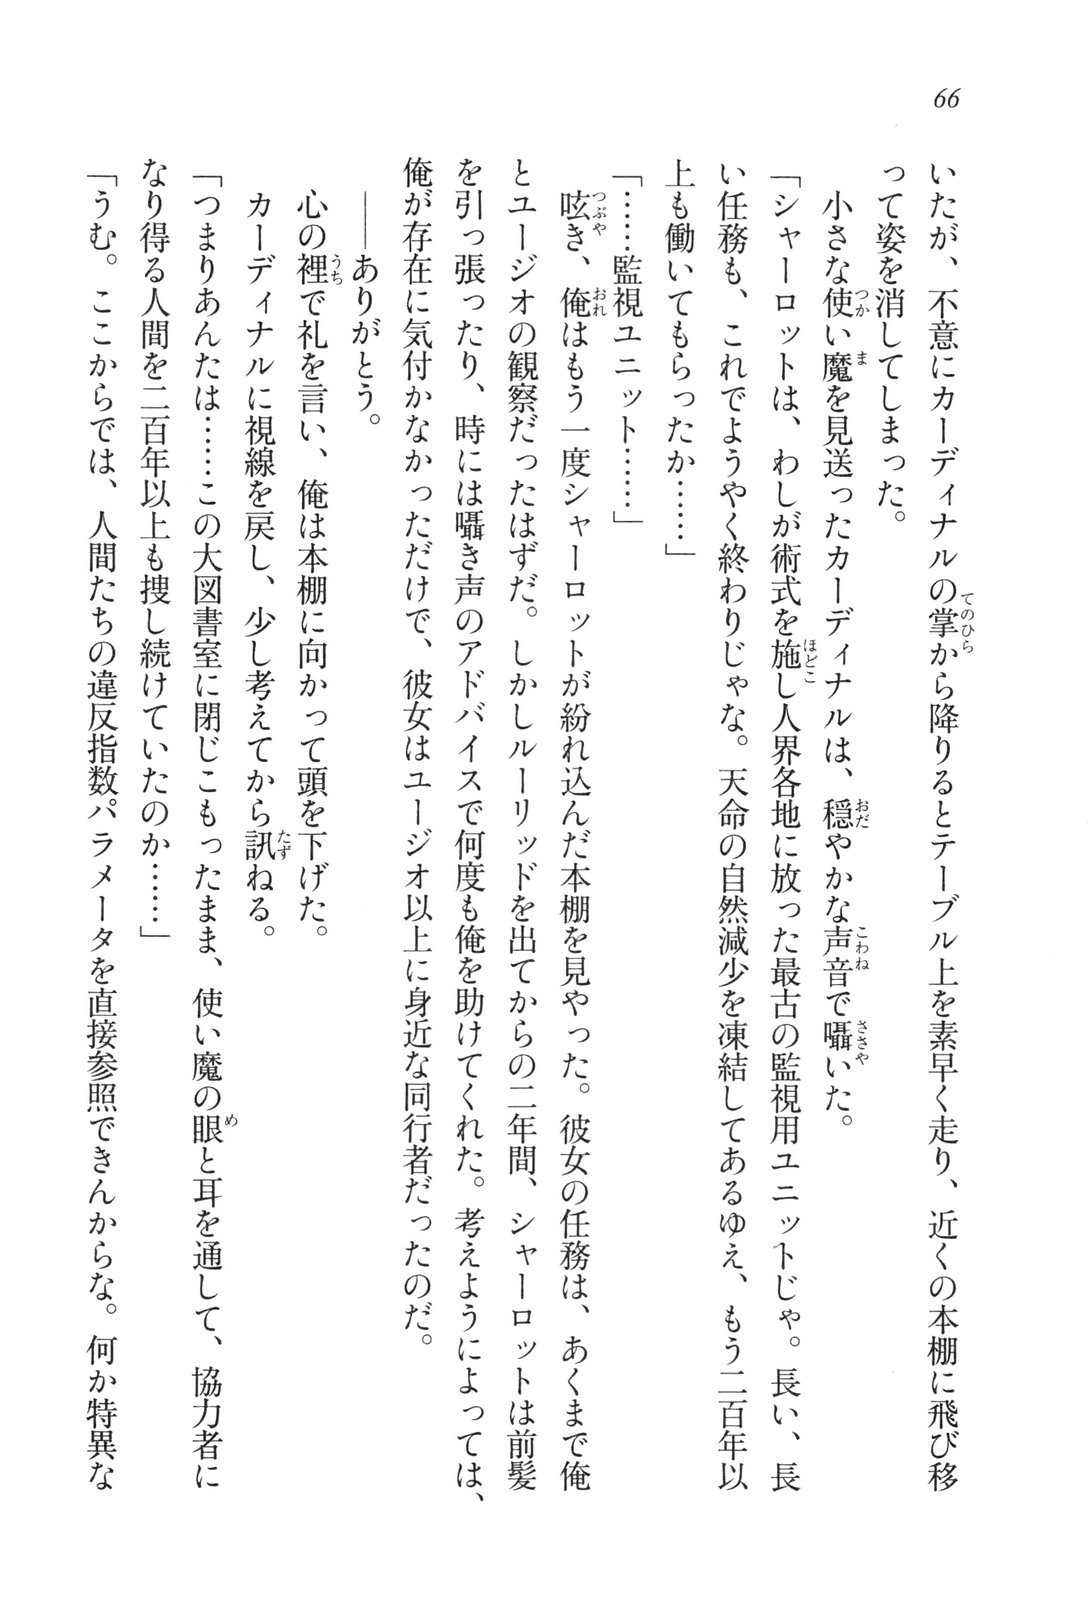 66
いたが、不意にカーディナルの掌から降りるとテーブル上を素早く走り、近くの本棚に飛び移
って姿を消してしまった。
　小さな使い魔を見送ったカーディナルは、穏やかな声音で囁いた。
「シャーロットは、わしが術式を施し人界各地に放った最古の監視用ユニットじゃ。長い、長
い任務も、これでようやく終わりじゃな。天命の自然減少を凍結してあるゆえ、もう二百年以
上も働いてもらったか……」
「……監視ユニット……」
　呟き、俺はもう一度シャーロットが紛れ込んだ本棚を見やった。彼女の任務は、あくまで俺
とユージオの観察だったはずだ。しかしルーリッドを出てからの二年間、シャーロットは前髪
を引っ張ったり、時には囁き声のアドバイスで何度も俺を助けてくれた。考えようによっては、
俺が存在に気付かなかっただけで、彼女はユージオ以上に身近な同行者だったのだ。
　――ありがとう。
　心の裡で礼を言い、俺は本棚に向かって頭を下げた。
　カーディナルに視線を戻し、少し考えてから訊ねる。
「つまりあんたは……この大図書室に閉じこもったまま、使い魔の眼と耳を通して、協力者に
なり得る人間を二百年以上も捜し続けていたのか……」
「うむ。ここからでは、人間たちの違反指数パラメータを直接参照できんからな。何か特異な